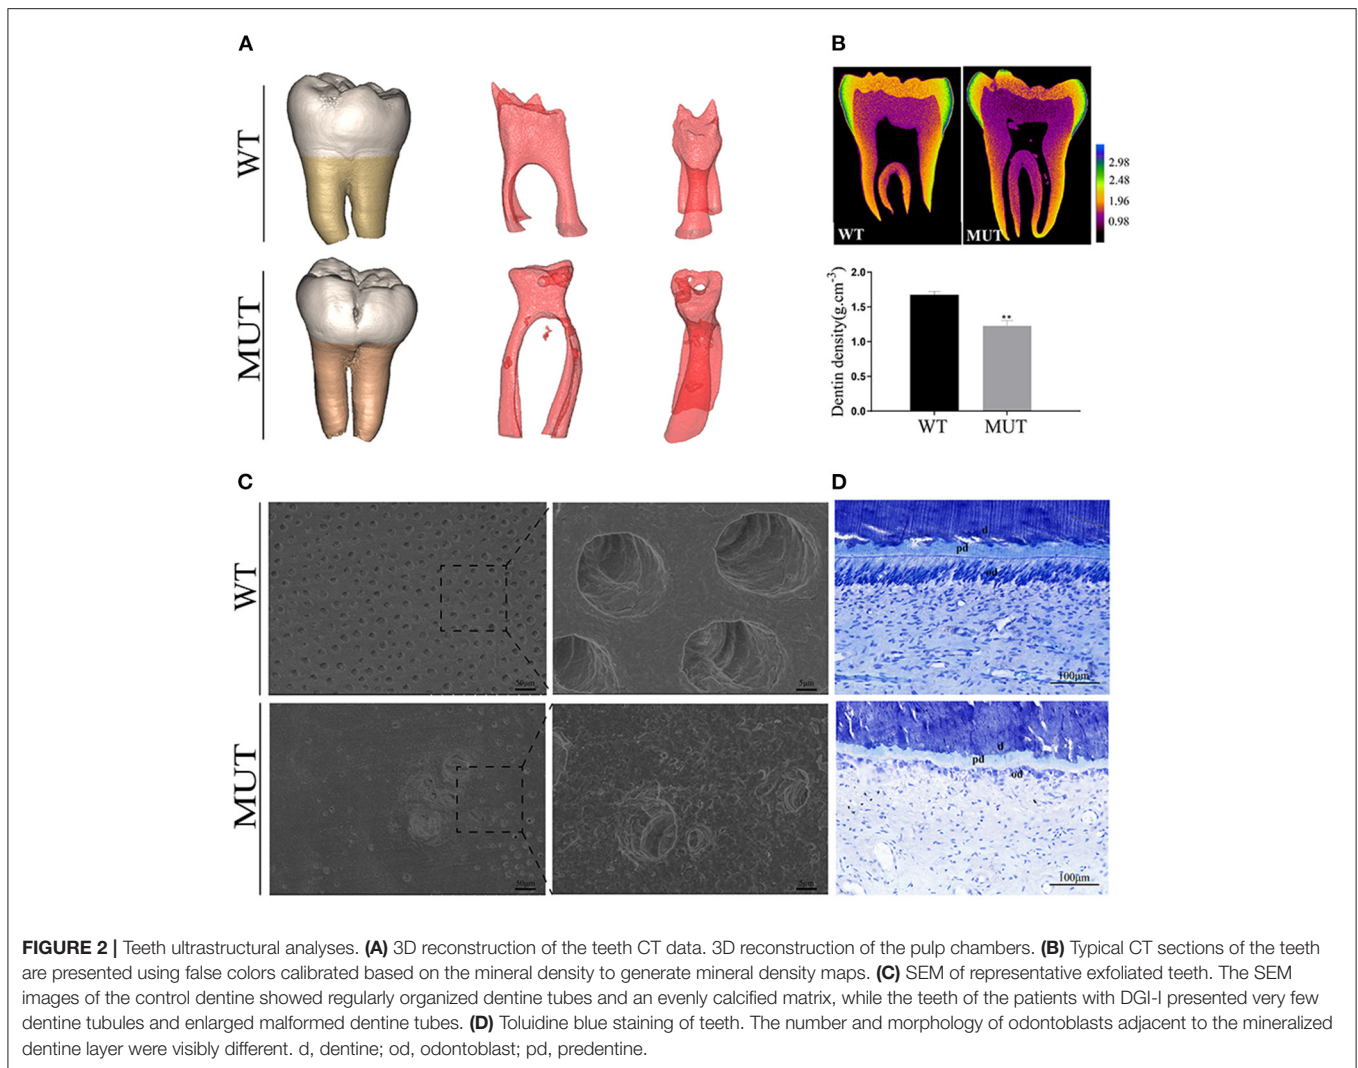 A
WT
MUT
B
WT
MUT
2.98
2.48
1.96
0.98
Dentin density(g.cm⁻³)
2.0
1.5
1.0
0.5
0.0
**
WT
MUT
C
WT
50μm
5μm
MUT
50μm
5μm
D
d
pd
od
100μm
d
pd
od
100μm
FIGURE 2 | Teeth ultrastructural analyses. (A) 3D reconstruction of the teeth CT data. 3D reconstruction of the pulp chambers. (B) Typical CT sections of the teeth
are presented using false colors calibrated based on the mineral density to generate mineral density maps. (C) SEM of representative exfoliated teeth. The SEM
images of the control dentine showed regularly organized dentine tubes and an evenly calcified matrix, while the teeth of the patients with DGI-I presented very few
dentine tubules and enlarged malformed dentine tubes. (D) Toluidine blue staining of teeth. The number and morphology of odontoblasts adjacent to the mineralized
dentine layer were visibly different. d, dentine; od, odontoblast; pd, predentine.